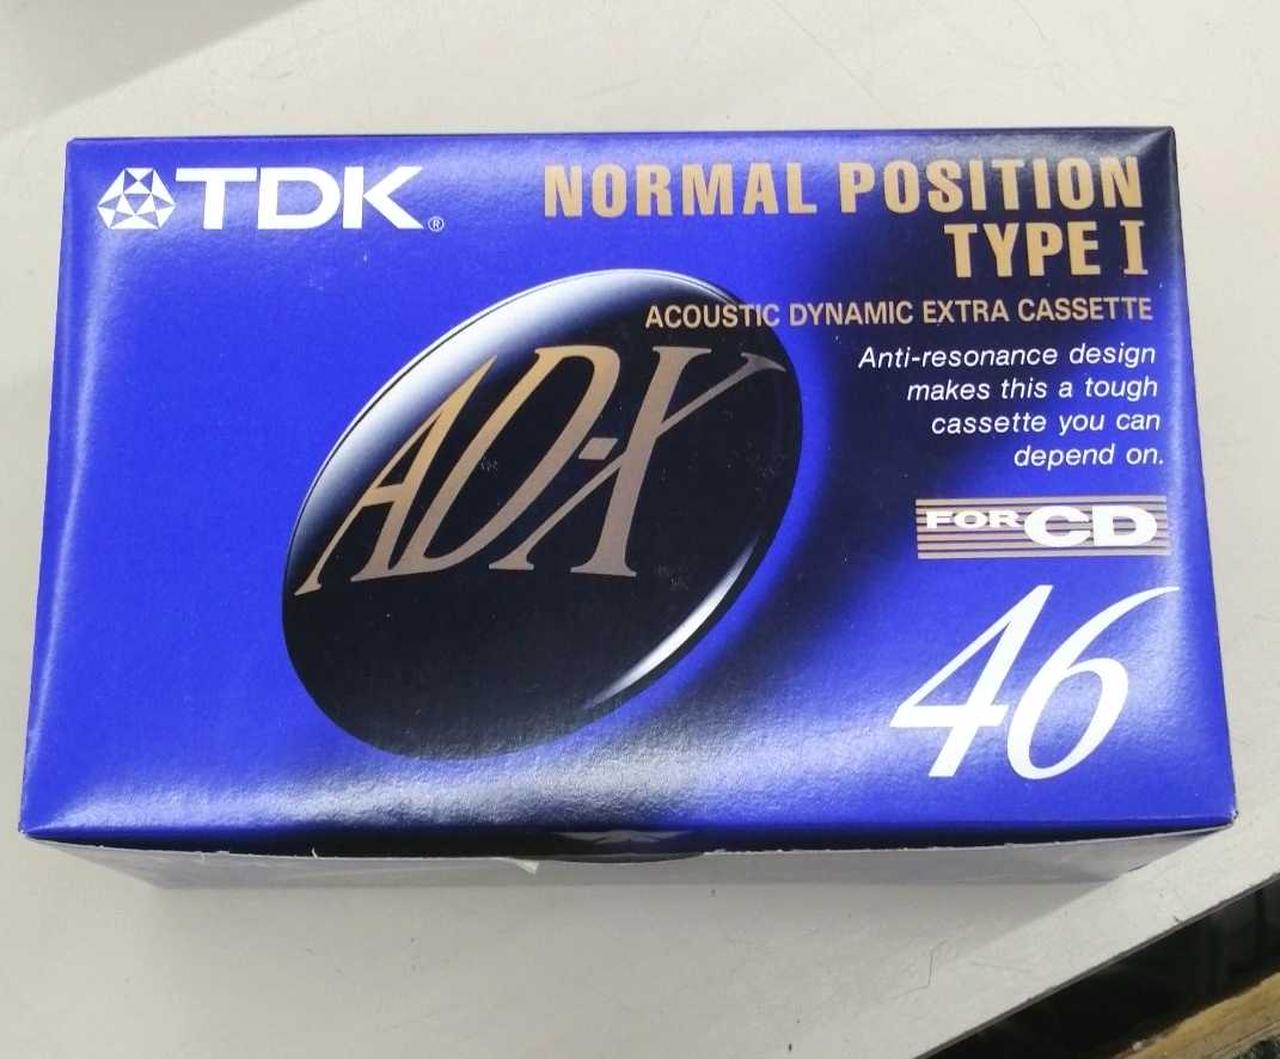 TDK®
NORMAL POSITION
TYPE I
ACOUSTIC DYNAMIC EXTRA CASSETTE
AD-X
Anti-resonance design
makes this a tough
cassette you can
depend on.
FOR CD
46